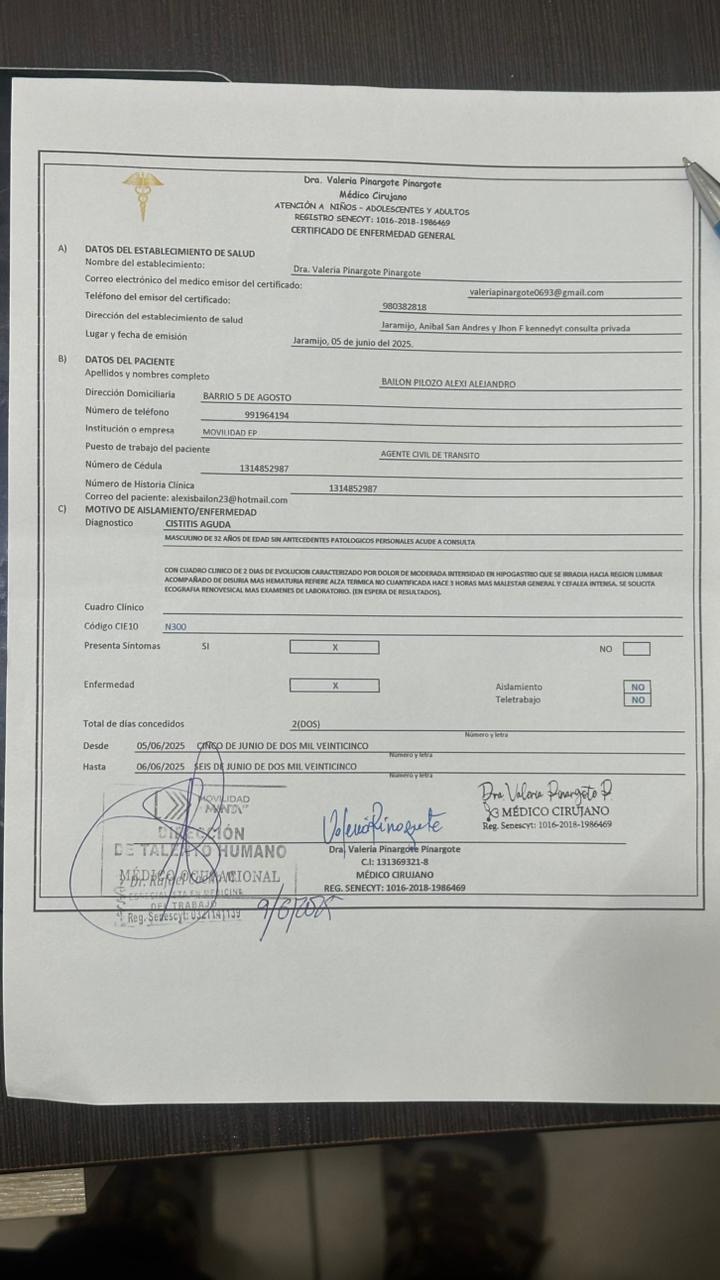 Dra. Valeria Pinargote Pinargote
Médico Cirujano
ATENCIÓN A NIÑOS - ADOLESCENTES Y ADULTOS
REGISTRO SENECYT: 1016-2018-1986469
CERTIFICADO DE ENFERMEDAD GENERAL
A) DATOS DEL ESTABLECIMIENTO DE SALUD
Nombre del establecimiento: Dra. Valeria Pinargote Pinargote
Correo electrónico del medico emisor del certificado: valeriapinargote0693@gmail.com
Teléfono del emisor del certificado: 980382818
Dirección del establecimiento de salud Jaramijo, Anibal San Andres y Jhon F kennedyt consulta privada
Lugar y fecha de emisión Jaramijo, 05 de junio del 2025.
B) DATOS DEL PACIENTE
Apellidos y nombres completo BAILON PILOZO ALEXI ALEJANDRO
Dirección Domiciliaria BARRIO 5 DE AGOSTO
Número de teléfono 991964194
Institución o empresa MOVILIDAD EP
Puesto de trabajo del paciente AGENTE CIVIL DE TRANSITO
Número de Cédula 1314852987
Número de Historia Clínica 1314852987
Correo del paciente: alexisbailon23@hotmail.com
C) MOTIVO DE AISLAMIENTO/ENFERMEDAD
Diagnostico CISTITIS AGUDA
MASCULINO DE 32 AÑOS DE EDAD SIN ANTECEDENTES PATOLOGICOS PERSONALES ACUDE A CONSULTA
CON CUADRO CLINICO DE 2 DIAS DE EVOLUCION CARACTERIZADO POR DOLOR DE MODERADA INTENSIDAD EN HIPOGASTRIO QUE SE IRRADIA HACIA REGION LUMBAR
ACOMPAÑADO DE DISURIA MAS HEMATURIA REFIERE ALZA TERMICA NO CUANTIFICADA HACE 3 HORAS MAS MALESTAR GENERAL Y CEFALEA INTENSA. SE SOLICITA
ECOGRAFIA RENOVESICAL MAS EXAMENES DE LABORATORIO. (EN ESPERA DE RESULTADOS).
Cuadro Clínico
Código CIE10 N300
Presenta Síntomas SI X NO
Enfermedad X Aislamiento NO
Teletrabajo NO
Total de días concedidos 2(DOS)
Número y letra
Desde 05/06/2025 CINCO DE JUNIO DE DOS MIL VEINTICINCO
Número y letra
Hasta 06/06/2025 SEIS DE JUNIO DE DOS MIL VEINTICINCO
Número y letra
Dra. Valeria Pinargote P.
MÉDICO CIRUJANO
Reg. Senescyt: 1016-2018-1986469
Valeria Pinargote
Dra. Valeria Pinargote Pinargote
C.I: 131369321-8
MÉDICO CIRUJANO
REG. SENECYT: 1016-2018-1986469
MOVILIDAD
MANTA
DIRECCIÓN
DE TALENTO HUMANO
MÉDICO OCUPACIONAL
DEL TRABAJO
Reg. Senescyt:
9/6/2025